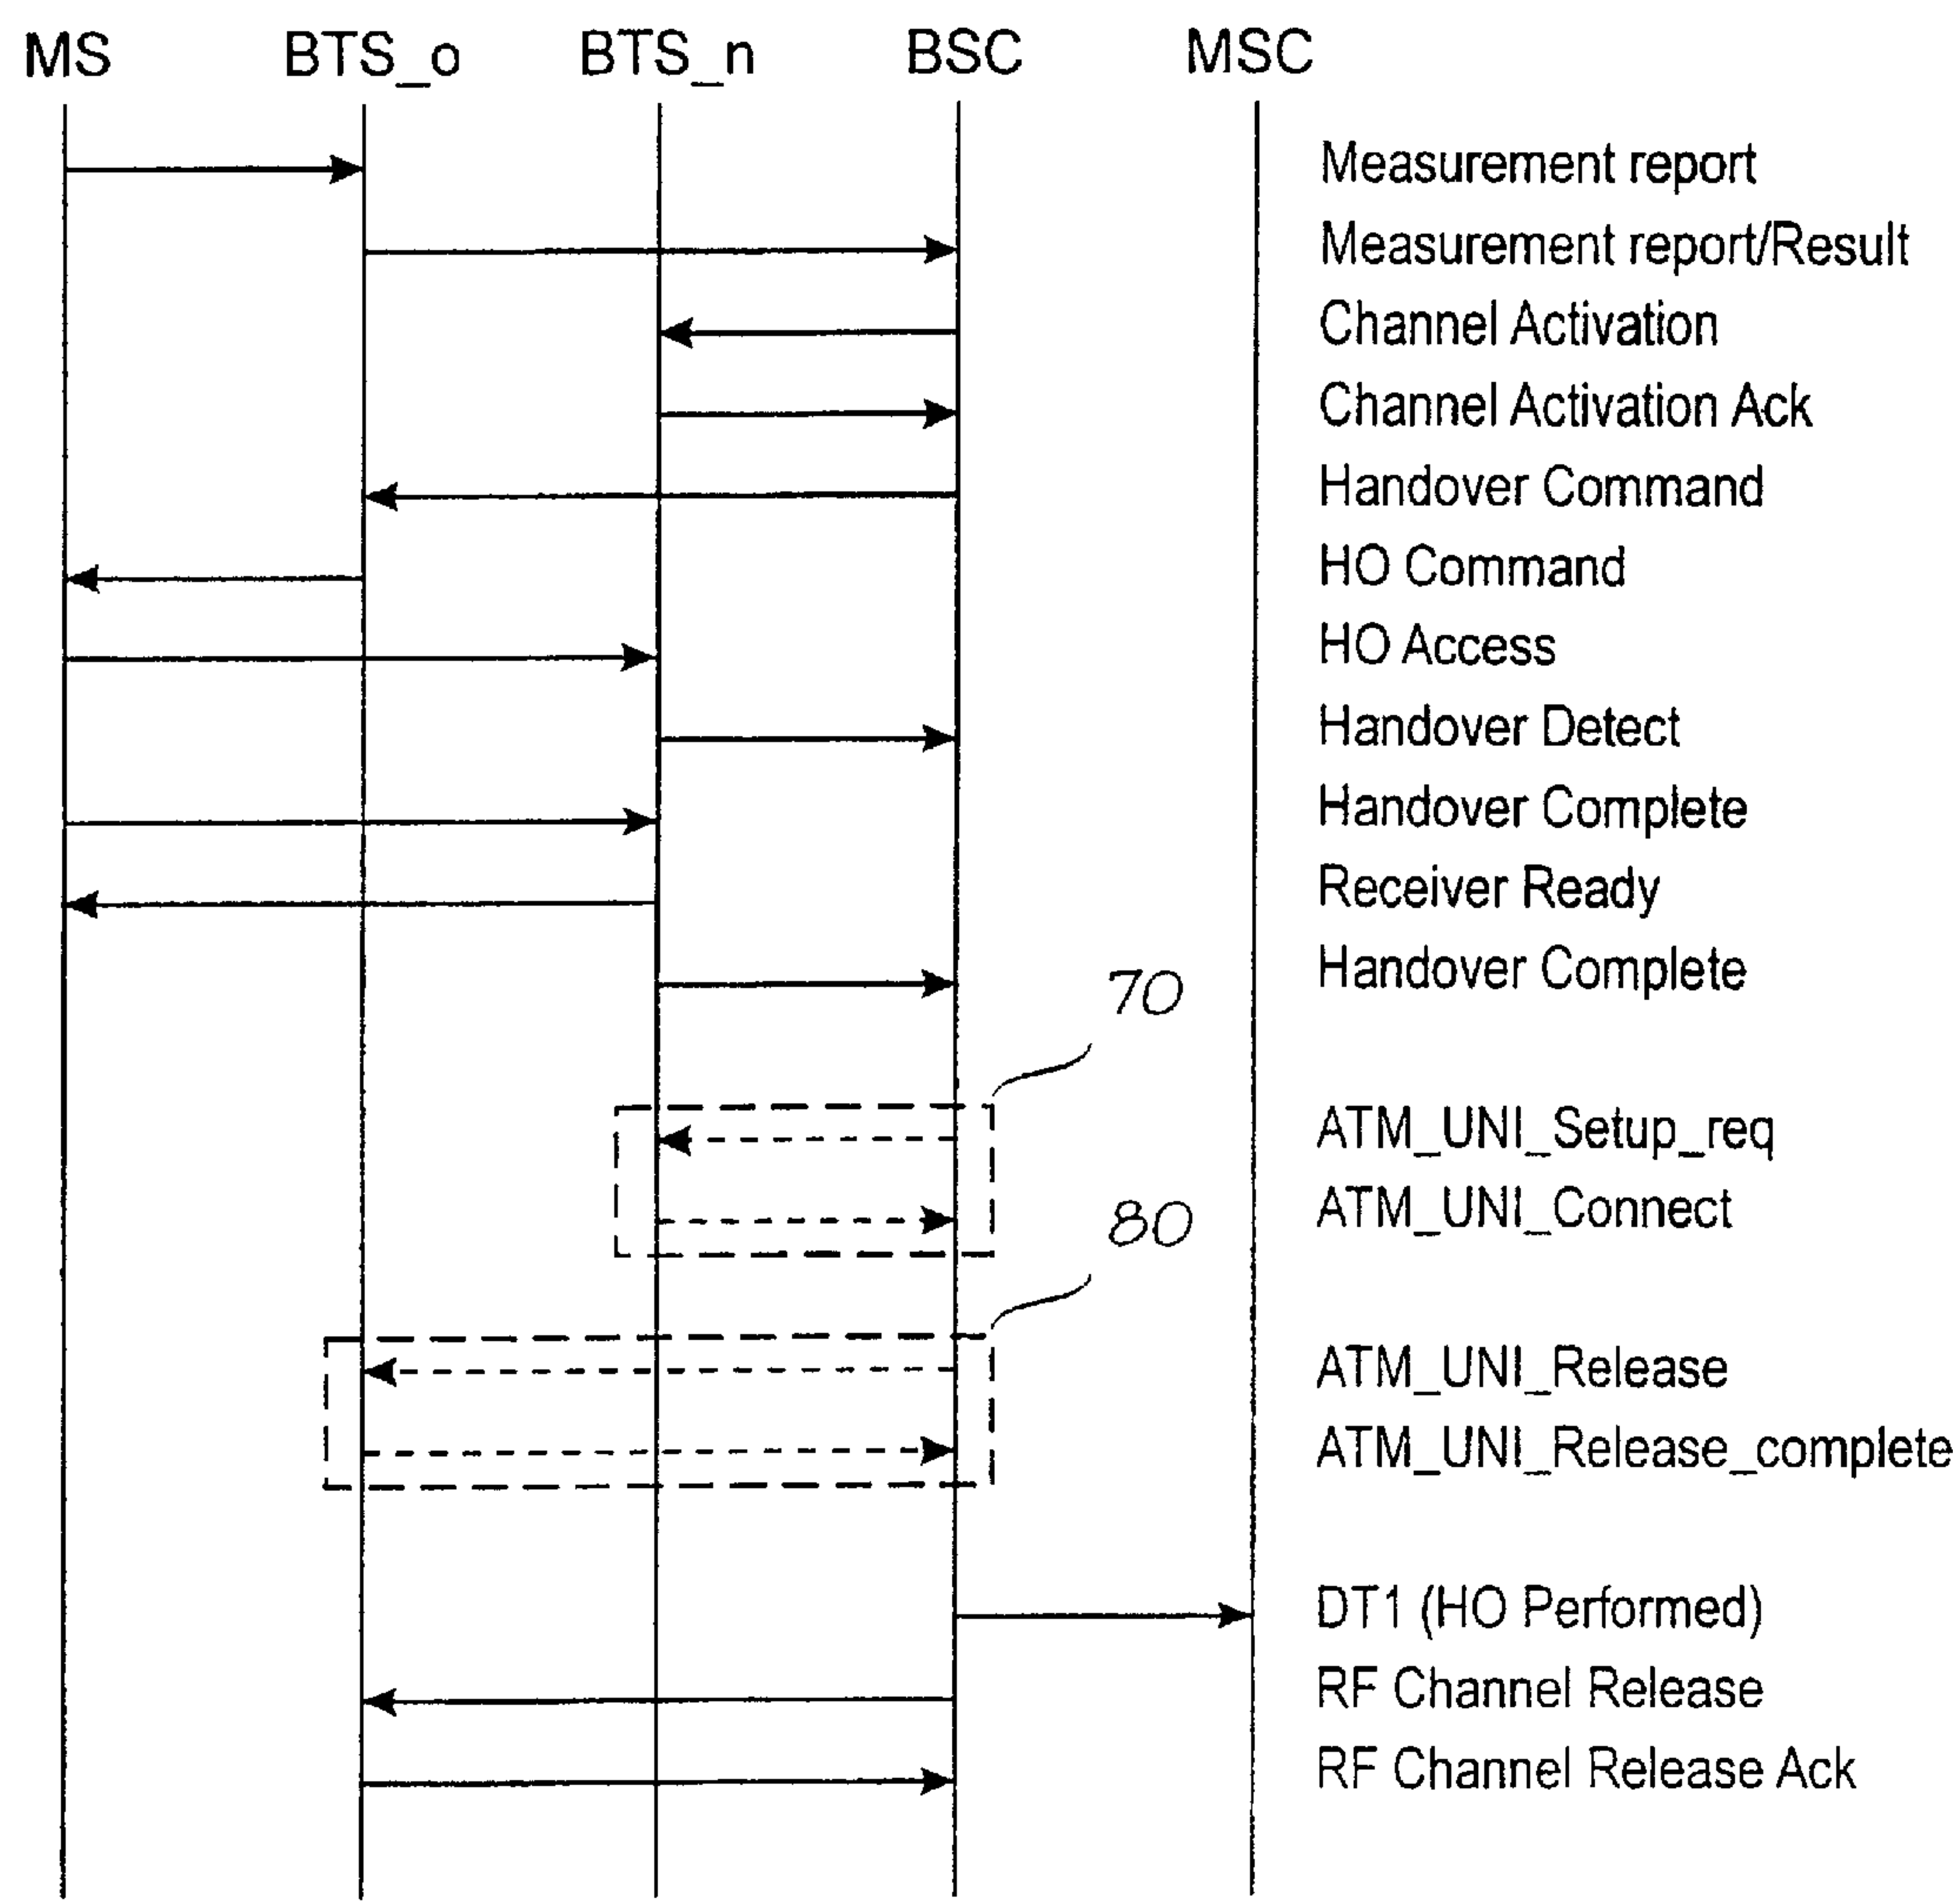 MS BTS_o BTS_n BSC MSC
Measurement report
Measurement report/Result
Channel Activation
Channel Activation Ack
Handover Command
HO Command
HO Access
Handover Detect
Handover Complete
Receiver Ready
Handover Complete
70
ATM_UNI_Setup_req
ATM_UNI_Connect
80
ATM_UNI_Release
ATM_UNI_Release_complete
DT1 (HO Performed)
RF Channel Release
RF Channel Release Ack